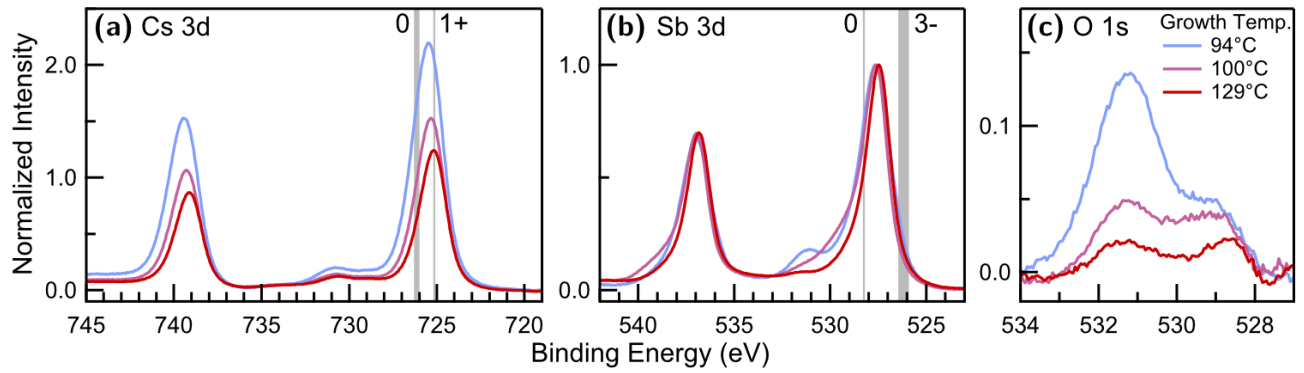 (a) Cs 3d
0
1+
(b) Sb 3d
0
3-
(c) O 1s
Growth Temp.
94°C
100°C
129°C
Normalized Intensity
2.0
1.0
0.0
1.0
0.0
0.1
0.0
745
740
735
730
725
720
540
535
530
525
534
532
530
528
Binding Energy (eV)